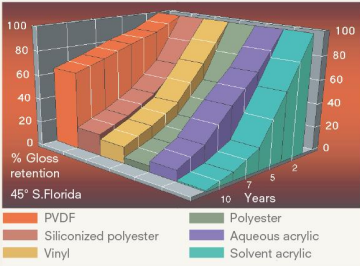 100
80
60
40
20
0
100
80
60
40
20
0
% Gloss
retention
45° S.Florida
10 7 5 2
Years
PVDF
Siliconized polyester
Vinyl
Polyester
Aqueous acrylic
Solvent acrylic